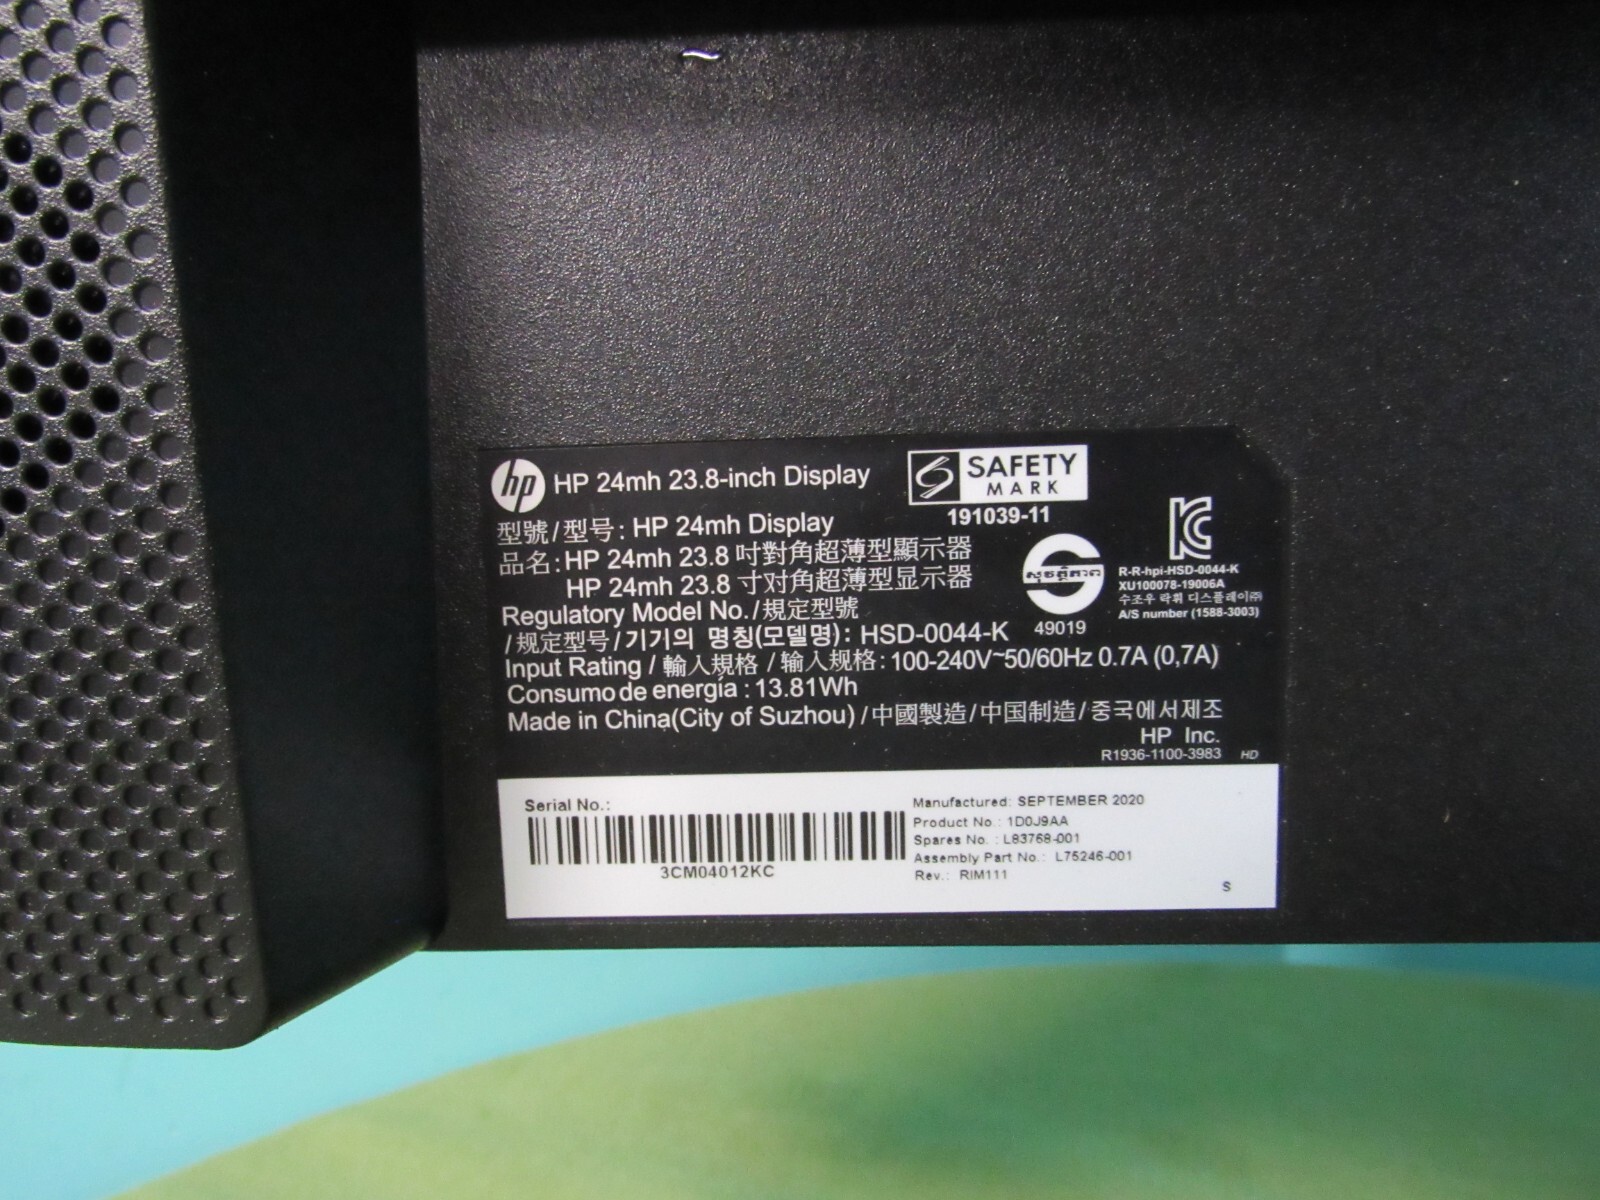 hp HP 24mh 23.8-inch Display
SAFETY
MARK
191039-11
型號/型号: HP 24mh Display
品名: HP 24mh 23.8 吋對角超薄型顯示器
HP 24mh 23.8 寸对角超薄型显示器
Regulatory Model No./規定型號
/规定型号/기기의 명칭(모델명): HSD-0044-K
49019
R-R-hpi-HSD-0044-K
XU100078-19006A
수조우 락휘 디스플레이㈜
A/S number (1588-3003)
Input Rating / 輸入規格 / 输入规格: 100-240V~50/60Hz 0.7A (0,7A)
Consumo de energía : 13.81Wh
Made in China(City of Suzhou) /中國製造/中国制造/중국에서제조
HP Inc.
R1936-1100-3983 HD
Serial No.:
3CM04012KC
Manufactured: SEPTEMBER 2020
Product No.: 1D0J9AA
Spares No. : L83768-001
Assembly Part No.: L75246-001
Rev.: RIM111
S